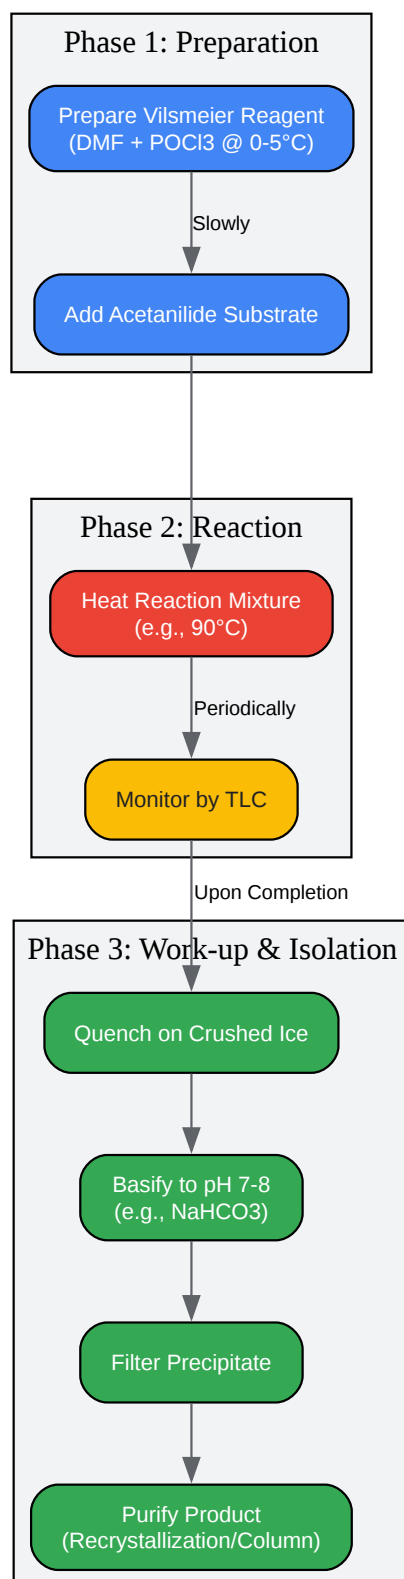 Phase 1: Preparation
Prepare Vilsmeier Reagent
(DMF + POCl3 @ 0-5°C)
Slowly
Add Acetanilide Substrate
Phase 2: Reaction
Heat Reaction Mixture
(e.g., 90°C)
Periodically
Monitor by TLC
Upon Completion
Phase 3: Work-up & Isolation
Quench on Crushed Ice
Basify to pH 7-8
(e.g., NaHCO3)
Filter Precipitate
Purify Product
(Recrystallization/Column)